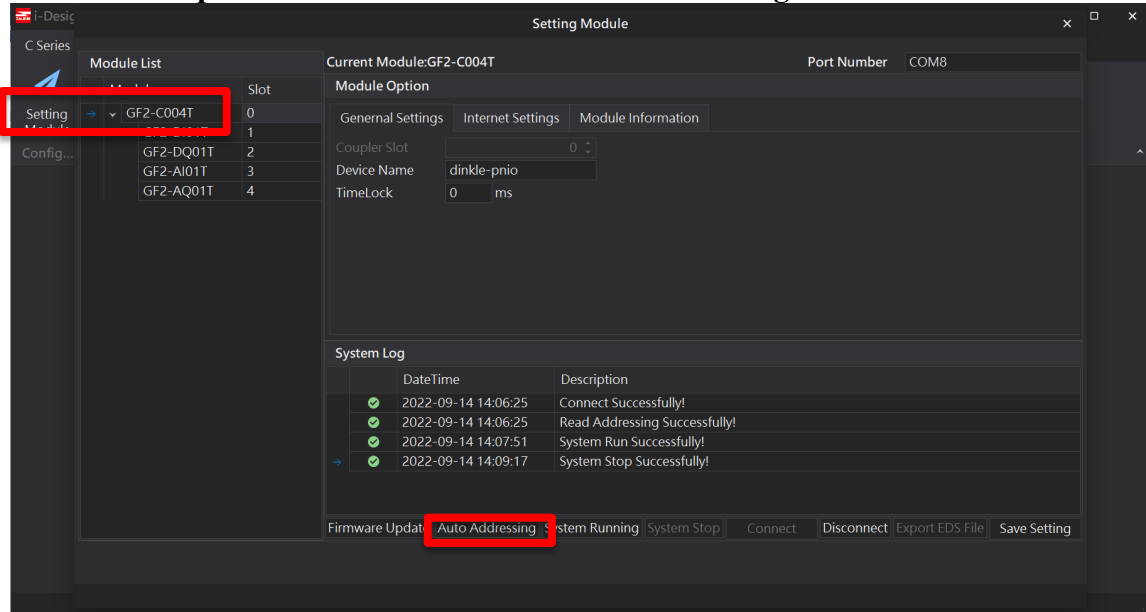 i-Desig
Setting Module
C Series
Module List
Current Module:GF2-C004T
Port Number COM8
Slot
Module Option
Setting
GF2-C004T 0
Genernal Settings Internet Settings Module Information
1
Config...
GF2-DQ01T 2
Coupler Slot 0
GF2-AI01T 3
Device Name dinkle-pnio
GF2-AQ01T 4
TimeLock 0 ms
System Log
DateTime Description
2022-09-14 14:06:25 Connect Successfully!
2022-09-14 14:06:25 Read Addressing Successfully!
2022-09-14 14:07:51 System Run Successfully!
2022-09-14 14:09:17 System Stop Successfully!
Firmware Updat Auto Addressing System Running System Stop Connect Disconnect Export EDS File Save Setting